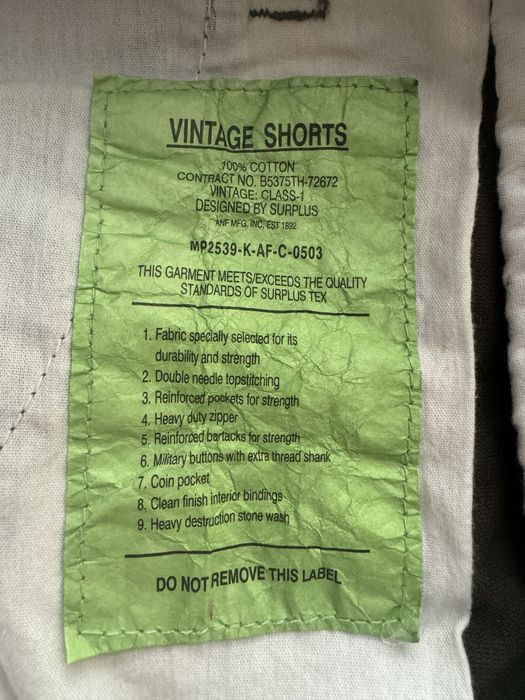 VINTAGE SHORTS
100% COTTON
CONTRACT NO. B5375TH-72672
VINTAGE: CLASS-1
DESIGNED BY SURPLUS
ANF MFG. INC. EST 1892
MP2539-K-AF-C-0503
THIS GARMENT MEETS/EXCEEDS THE QUALITY
STANDARDS OF SURPLUS TEX
1. Fabric specially selected for its
durability and strength
2. Double needle topstitching
3. Reinforced pockets for strength
4. Heavy duty zipper
5. Reinforced bartacks for strength
6. Military buttons with extra thread shank
7. Coin pocket
8. Clean finish interior bindings
9. Heavy destruction stone wash
DO NOT REMOVE THIS LABEL